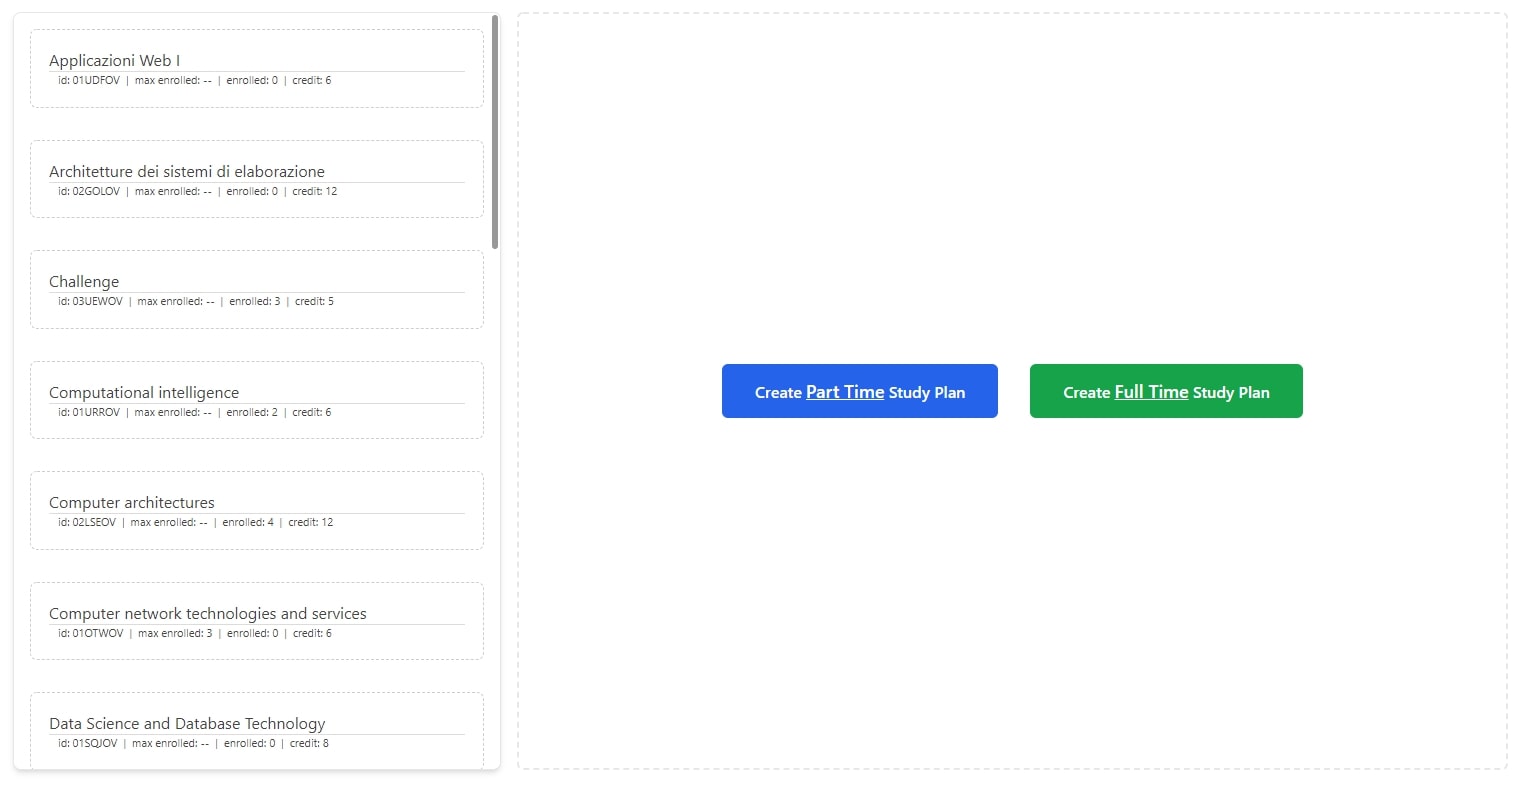 Applicazioni Web I
id: 01UDFOV | max enrolled: -- | enrolled: 0 | credit: 6
Architetture dei sistemi di elaborazione
id: 02GOLOV | max enrolled: -- | enrolled: 0 | credit: 12
Challenge
id: 03UEWOV | max enrolled: -- | enrolled: 3 | credit: 5
Computational intelligence
id: 01URROV | max enrolled: -- | enrolled: 2 | credit: 6
Computer architectures
id: 02LSEOV | max enrolled: -- | enrolled: 4 | credit: 12
Computer network technologies and services
id: 01OTWOV | max enrolled: 3 | enrolled: 0 | credit: 6
Data Science and Database Technology
id: 01SQJOV | max enrolled: -- | enrolled: 0 | credit: 8
Create Part Time Study Plan
Create Full Time Study Plan